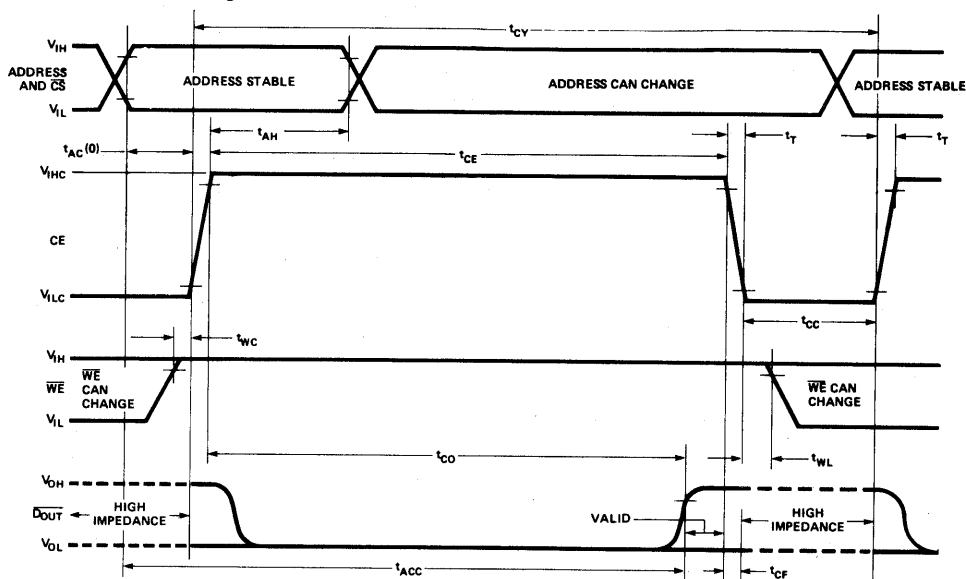 tCY
VIH
ADDRESS
AND CS
VIL
ADDRESS STABLE
ADDRESS CAN CHANGE
ADDRESS STABLE
tAH
tT
tT
tAC(0)
tCE
VIHC
CE
VILC
tCC
tWC
VIH
WE
VIL
WE
CAN
CHANGE
WE CAN
CHANGE
tCO
tWL
VOH
DOUT
VOL
HIGH
IMPEDANCE
VALID
HIGH
IMPEDANCE
tACC
tCF